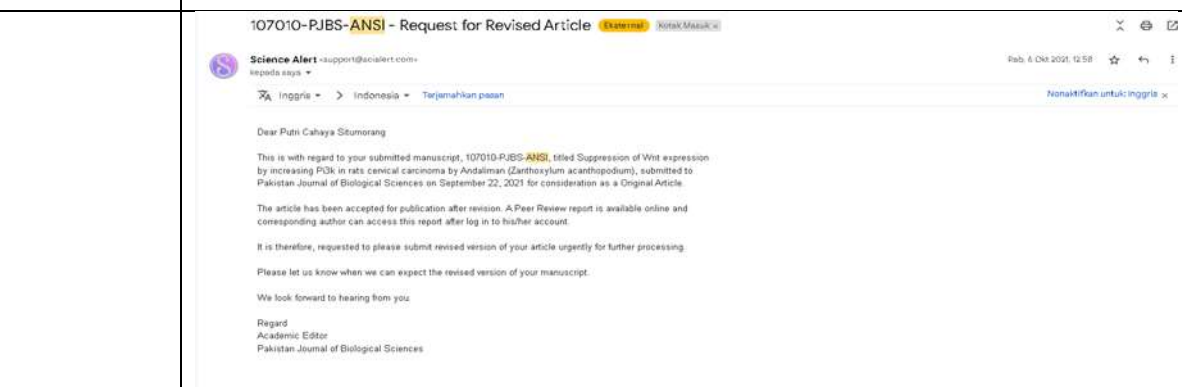 107010-PJBS-ANSI - Request for Revised Article Eksternal Kotak Masuk ×
Science Alert <support@scialert.com>
kepada saya
Rab, 6 Okt 2021, 12.58
Inggris > Indonesia Terjemahkan pesan
Nonaktifkan untuk: Inggris ×
Dear Putri Cahaya Situmorang
This is with regard to your submitted manuscript, 107010-PJBS-ANSI, titled Suppression of Wnt expression
by increasing Pi3k in rats cervical carcinoma by Andaliman (Zanthoxylum acanthopodium), submitted to
Pakistan Journal of Biological Sciences on September 22, 2021 for consideration as a Original Article.
The article has been accepted for publication after revision. A Peer Review report is available online and
corresponding author can access this report after log in to his/her account.
It is therefore, requested to please submit revised version of your article urgently for further processing.
Please let us know when we can expect the revised version of your manuscript.
We look forward to hearing from you.
Regard
Academic Editor
Pakistan Journal of Biological Sciences